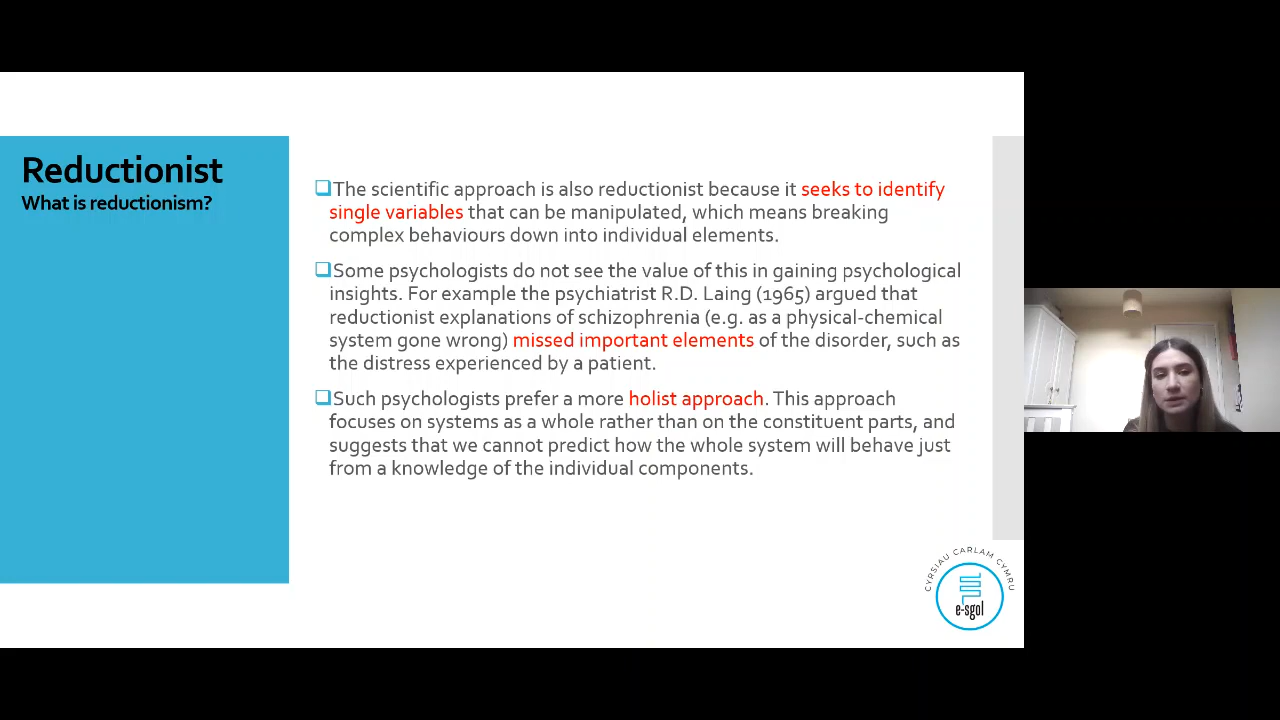 Reductionist
What is reductionism?
❑The scientific approach is also reductionist because it seeks to identify
single variables that can be manipulated, which means breaking
complex behaviours down into individual elements.
❑Some psychologists do not see the value of this in gaining psychological
insights. For example the psychiatrist R.D. Laing (1965) argued that
reductionist explanations of schizophrenia (e.g. as a physical-chemical
system gone wrong) missed important elements of the disorder, such as
the distress experienced by a patient.
❑Such psychologists prefer a more holist approach. This approach
focuses on systems as a whole rather than on the constituent parts, and
suggests that we cannot predict how the whole system will behave just
from a knowledge of the individual components.
CYRSIAU CARLAM CYMRU
e-sgol